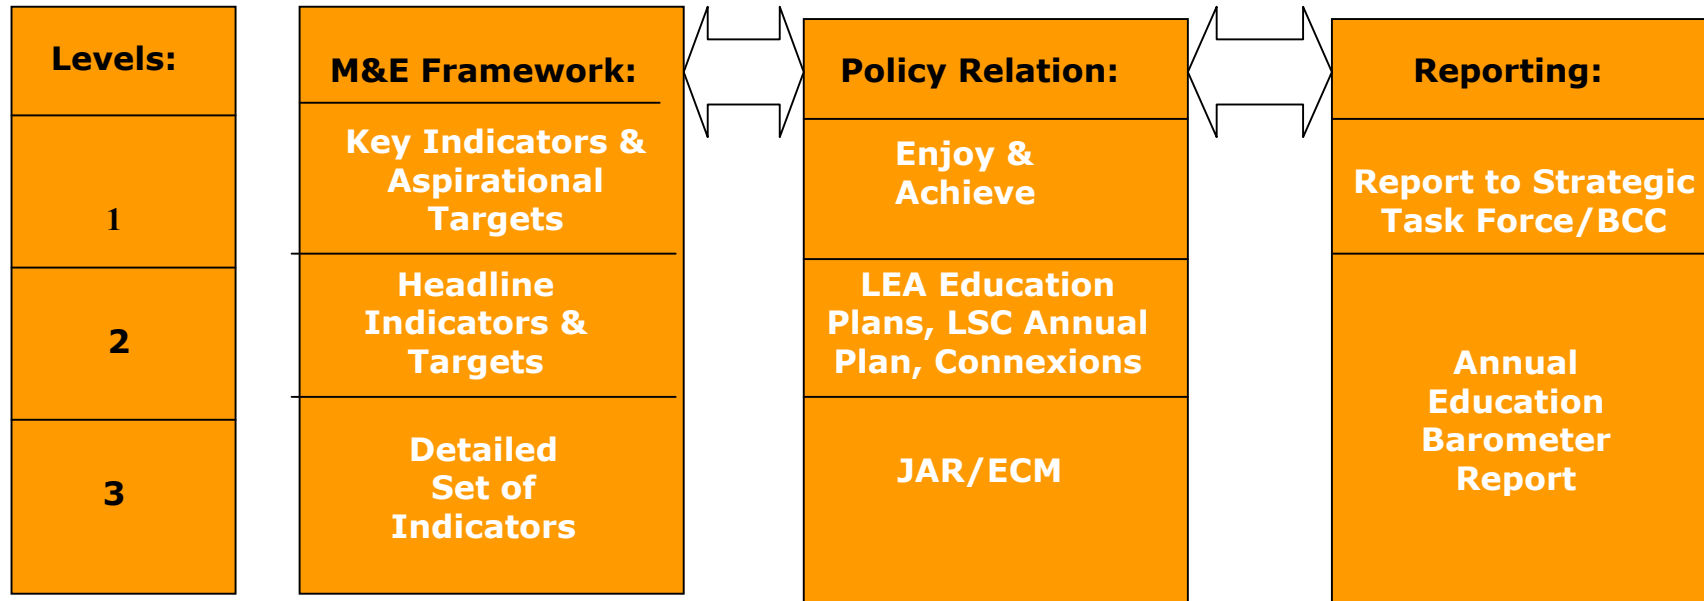 Levels:
1
2
3
M&E Framework:
Key Indicators &
Aspirational
Targets
Headline
Indicators &
Targets
Detailed
Set of
Indicators
Policy Relation:
Enjoy &
Achieve
LEA Education
Plans, LSC Annual
Plan, Connexions
JAR/ECM
Reporting:
Report to Strategic
Task Force/BCC
Annual
Education
Barometer
Report